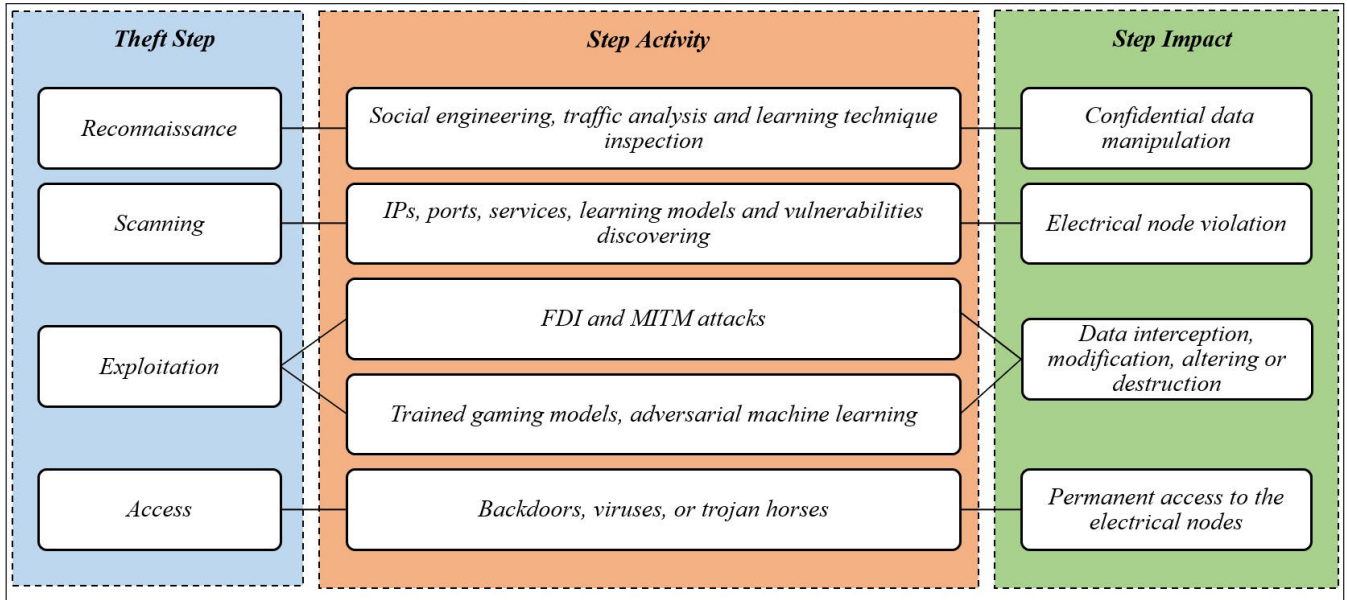 Theft Step
Step Activity
Step Impact
Reconnaissance
Social engineering, traffic analysis and learning technique
inspection
Confidential data
manipulation
Scanning
IPs, ports, services, learning models and vulnerabilities
discovering
Electrical node violation
Exploitation
FDI and MITM attacks
Trained gaming models, adversarial machine learning
Data interception,
modification, altering or
destruction
Access
Backdoors, viruses, or trojan horses
Permanent access to the
electrical nodes